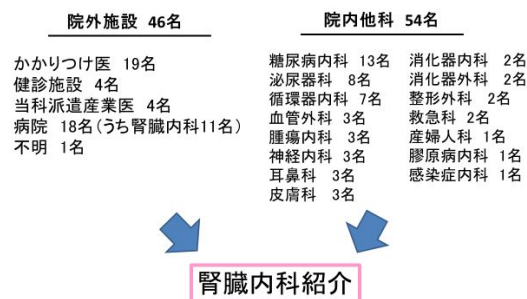 院外施設 46名
かかりつけ医 19名
健診施設 4名
当科派遣産業医 4名
病院 18名(うち腎臓内科11名)
不明 1名
院内他科 54名
糖尿病内科 13名
泌尿器科 8名
循環器内科 7名
血管外科 3名
腫瘍内科 3名
神経内科 3名
耳鼻科 3名
皮膚科 3名
消化器内科 2名
消化器外科 2名
整形外科 2名
救急科 2名
産婦人科 1名
膠原病内科 1名
感染症内科 1名
腎臓内科紹介